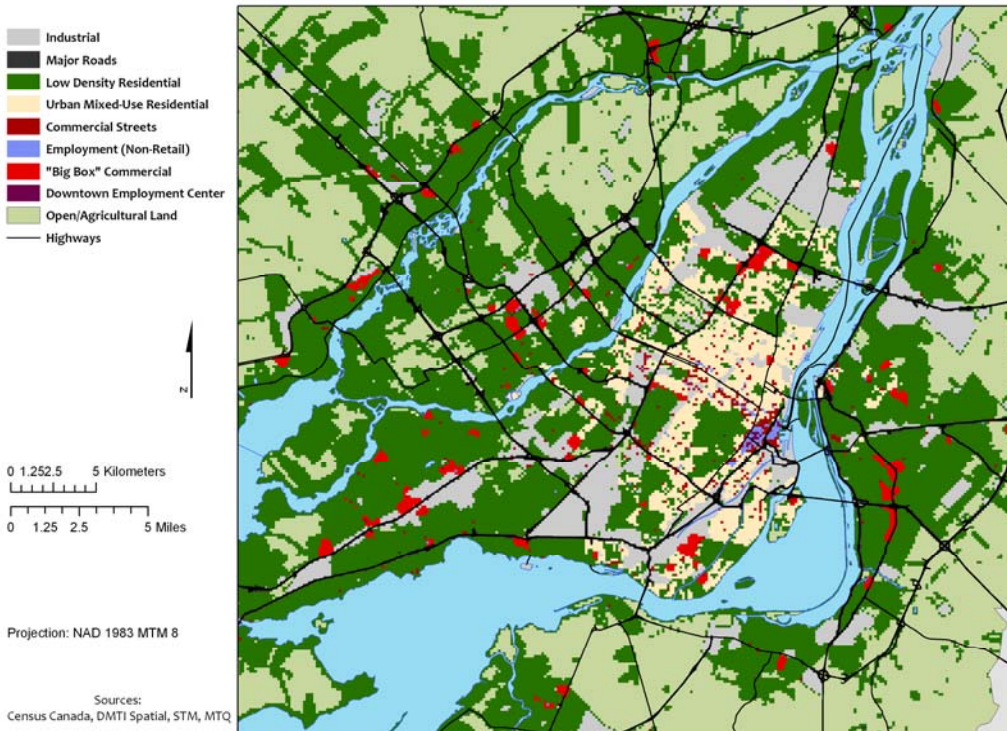 Industrial
Major Roads
Low Density Residential
Urban Mixed-Use Residential
Commercial Streets
Employment (Non-Retail)
"Big Box" Commercial
Downtown Employment Center
Open/Agricultural Land
Highways
N
0 1.252.5 5 Kilometers
0 1.25 2.5 5 Miles
Projection: NAD 1983 MTM 8
Sources:
Census Canada, DMTI Spatial, STM, MTQ